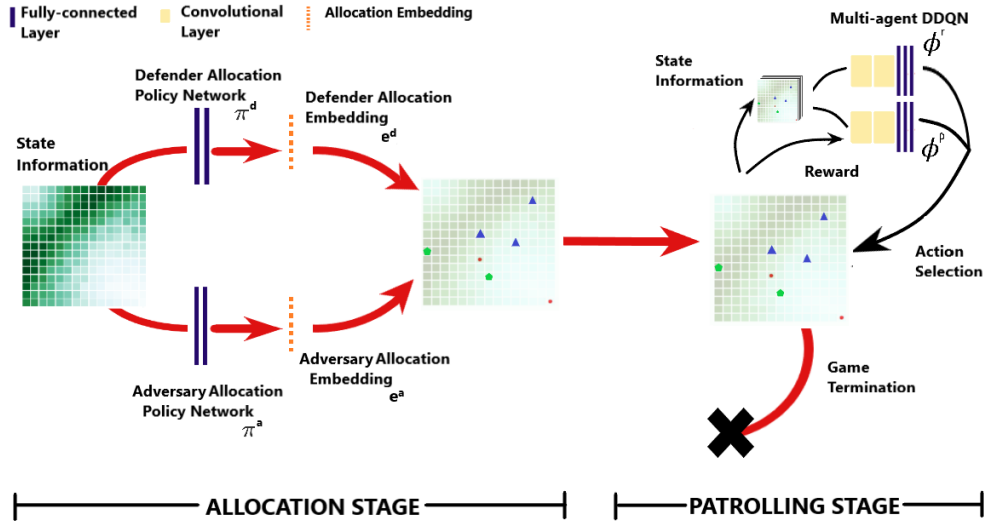 Fully-connected
Layer
Convolutional
Layer
Allocation Embedding
Defender Allocation
Policy Network
π^d
Defender Allocation
Embedding
e^d
State
Information
Adversary Allocation
Policy Network
π^a
Adversary Allocation
Embedding
e^a
Multi-agent DDQN
ϕ^r
State
Information
ϕ^p
Reward
Action
Selection
Game
Termination
ALLOCATION STAGE
PATROLLING STAGE